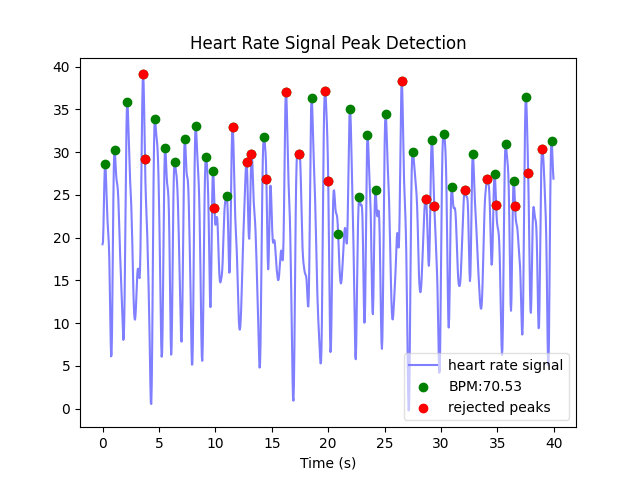 Heart Rate Signal Peak Detection
40
35
30
25
20
15
10
5
0
heart rate signal
BPM:70.53
rejected peaks
0 5 10 15 20 25 30 35 40
Time (s)